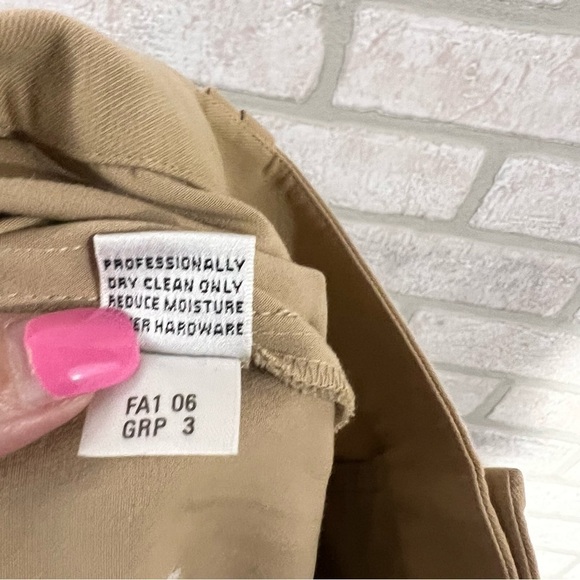 PROFESSIONALLY
DRY CLEAN ONLY
REDUCE MOISTURE
HARDWARE
FA1 06
GRP 3